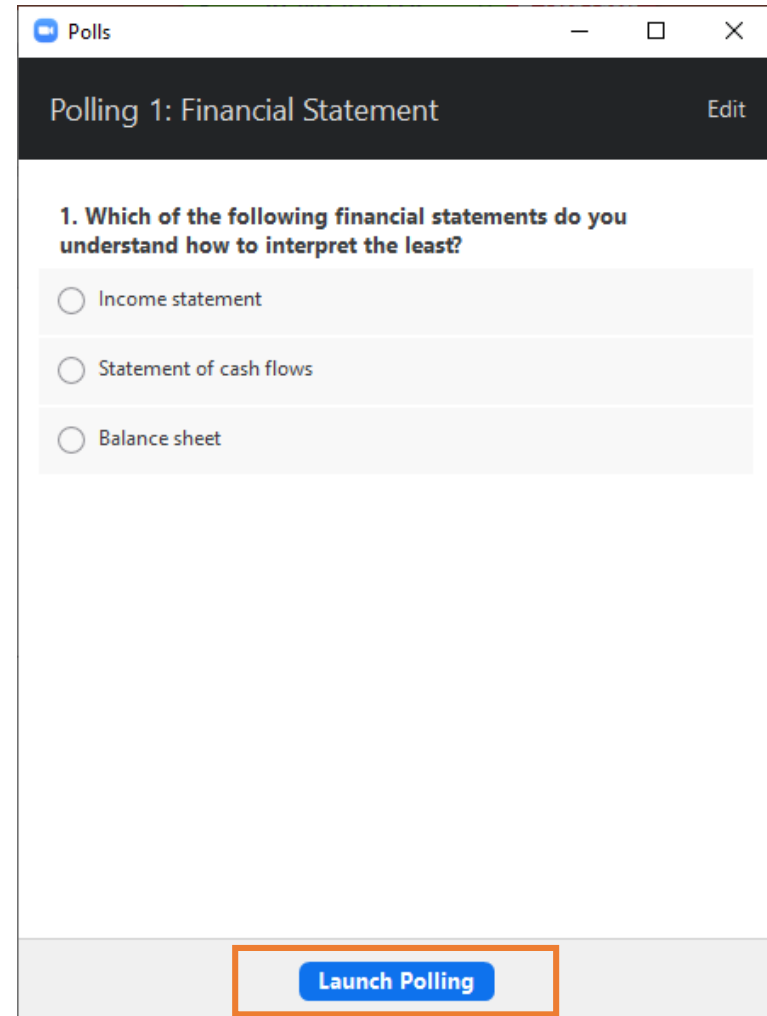 Polls
Polling 1: Financial Statement
Edit
1. Which of the following financial statements do you
understand how to interpret the least?
Income statement
Statement of cash flows
Balance sheet
Launch Polling